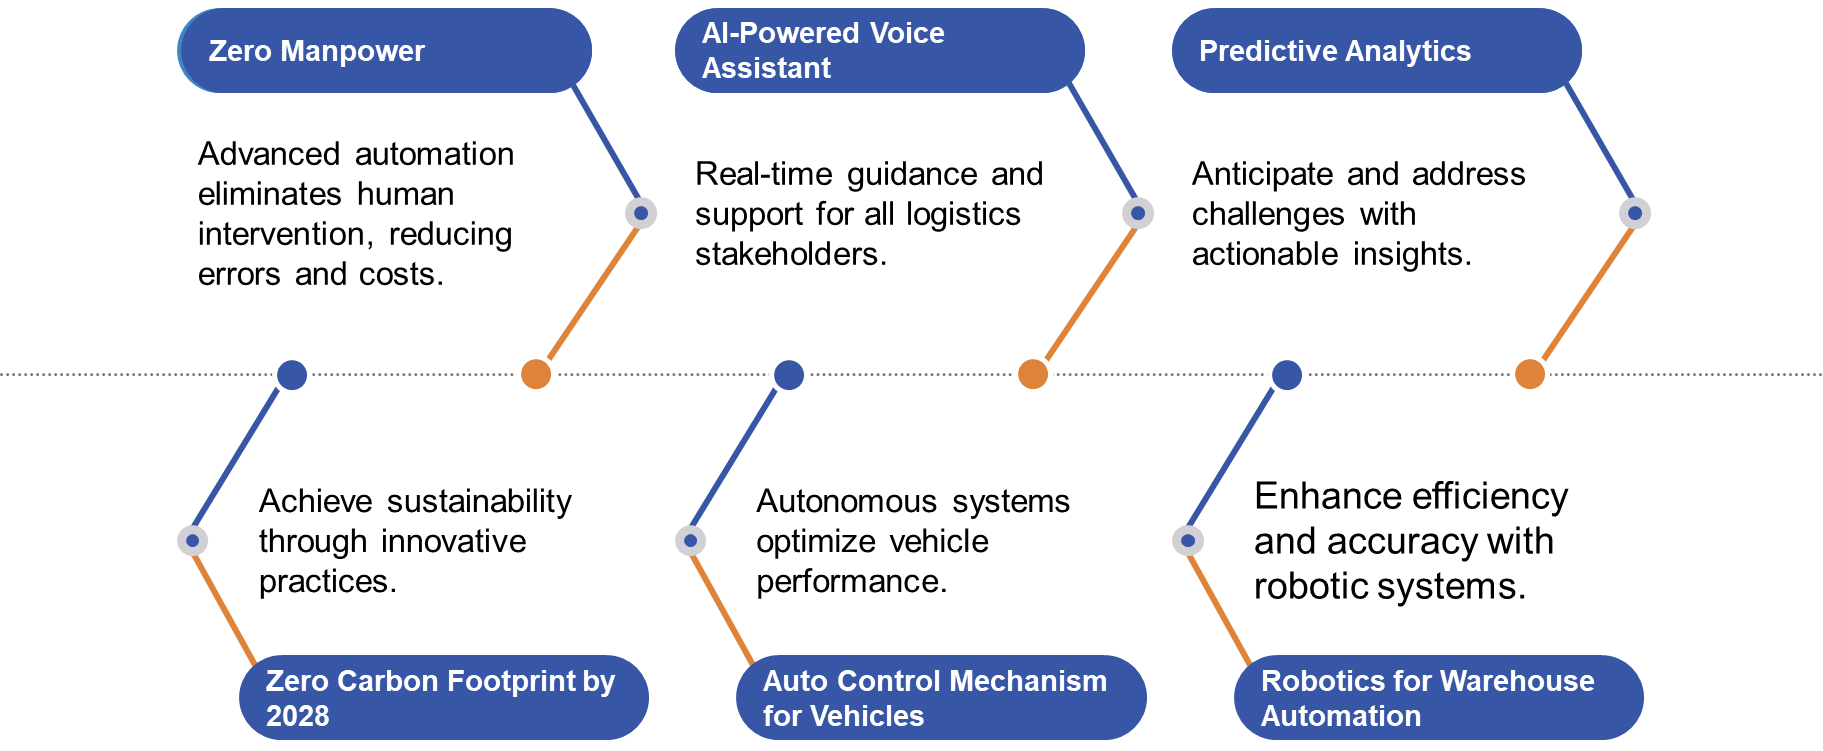 Zero Manpower
Advanced automation
eliminates human
intervention, reducing
errors and costs.
AI-Powered Voice
Assistant
Real-time guidance and
support for all logistics
stakeholders.
Predictive Analytics
Anticipate and address
challenges with
actionable insights.
Achieve sustainability
through innovative
practices.
Zero Carbon Footprint by
2028
Autonomous systems
optimize vehicle
performance.
Auto Control Mechanism
for Vehicles
Enhance efficiency
and accuracy with
robotic systems.
Robotics for Warehouse
Automation